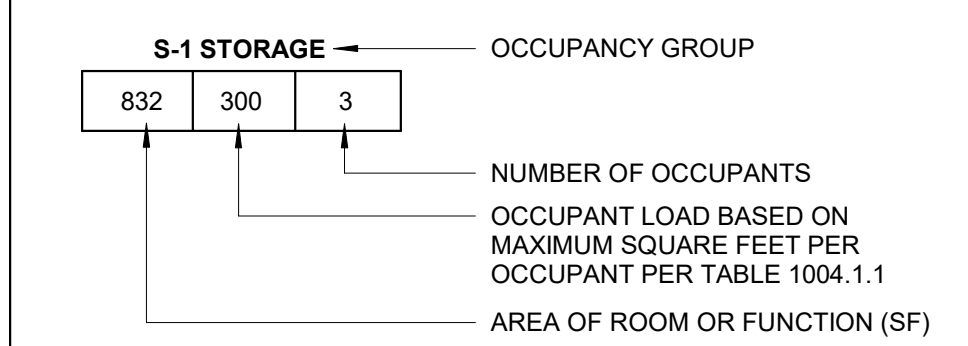 S-1 STORAGE
OCCUPANCY GROUP
832 300 3
NUMBER OF OCCUPANTS
OCCUPANT LOAD BASED ON
MAXIMUM SQUARE FEET PER
OCCUPANT PER TABLE 1004.1.1
AREA OF ROOM OR FUNCTION (SF)